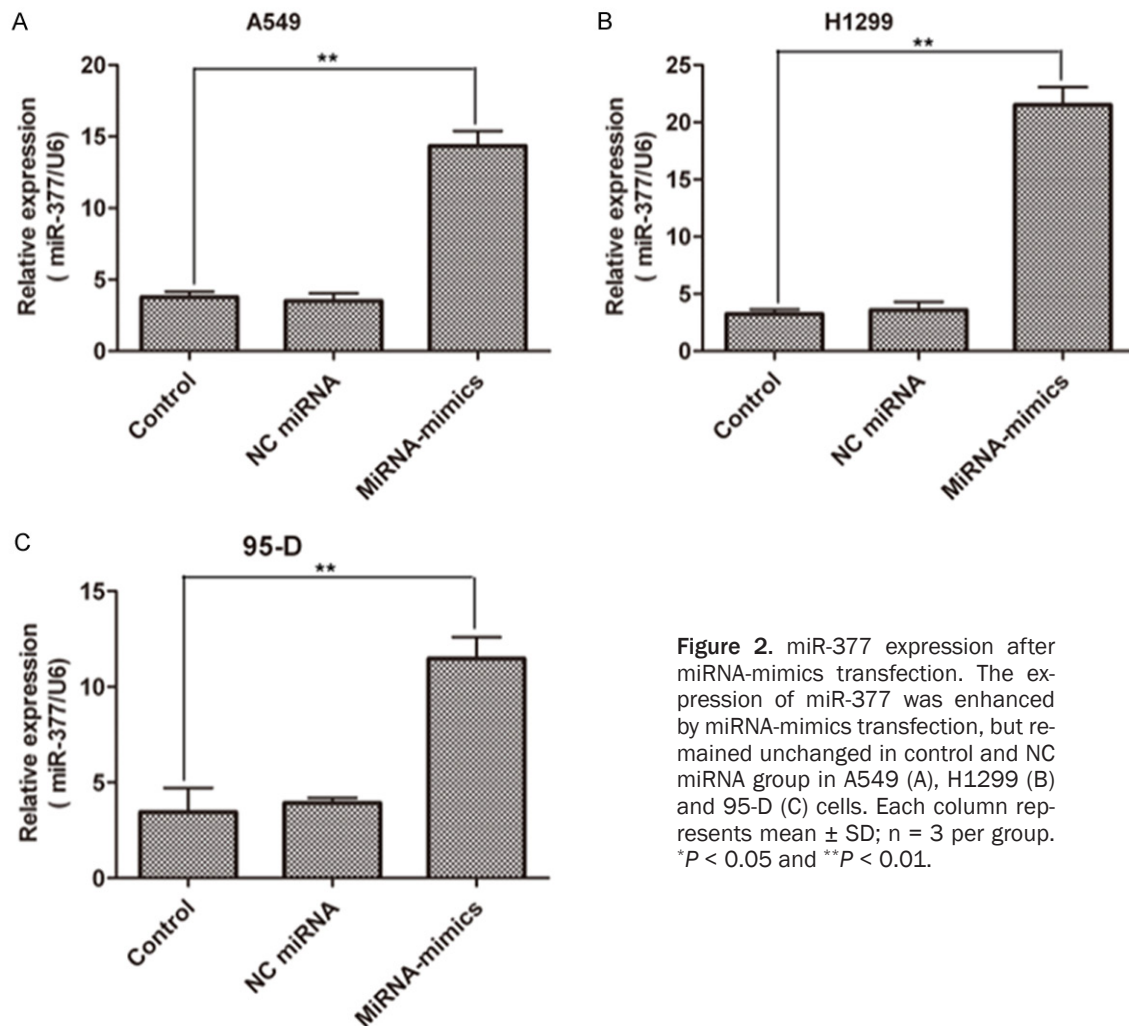 A
A549
20
15
10
5
0
Relative expression
( miR-377/U6)
**
Control
NC miRNA
MiRNA-mimics
B
H1299
25
20
15
10
5
0
Relative expression
( miR-377/U6)
**
Control
NC miRNA
MiRNA-mimics
C
95-D
15
10
5
0
Relative expression
( miR-377/U6)
**
Control
NC miRNA
MiRNA-mimics
Figure 2. miR-377 expression after
miRNA-mimics transfection. The ex-
pression of miR-377 was enhanced
by miRNA-mimics transfection, but re-
mained unchanged in control and NC
miRNA group in A549 (A), H1299 (B)
and 95-D (C) cells. Each column rep-
resents mean ± SD; n = 3 per group.
*P < 0.05 and **P < 0.01.